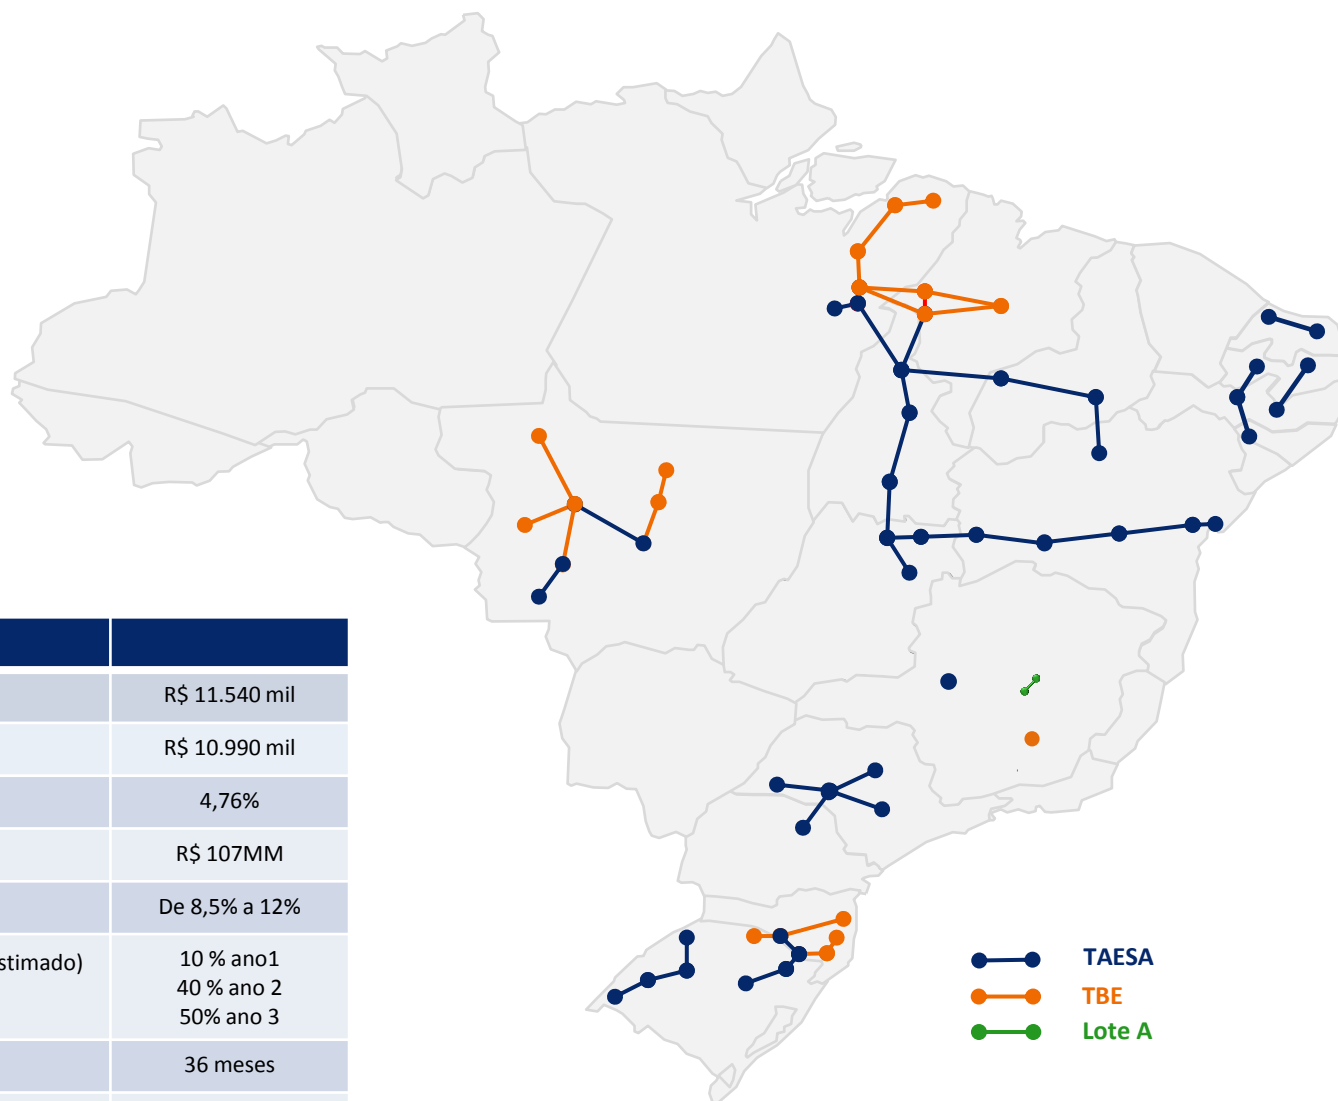 R$ 11.540 mil
R$ 10.990 mil
4,76%
R$ 107MM
De 8,5% a 12%
10 % ano1
40 % ano 2
50% ano 3
36 meses
TAESA
TBE
Lote A